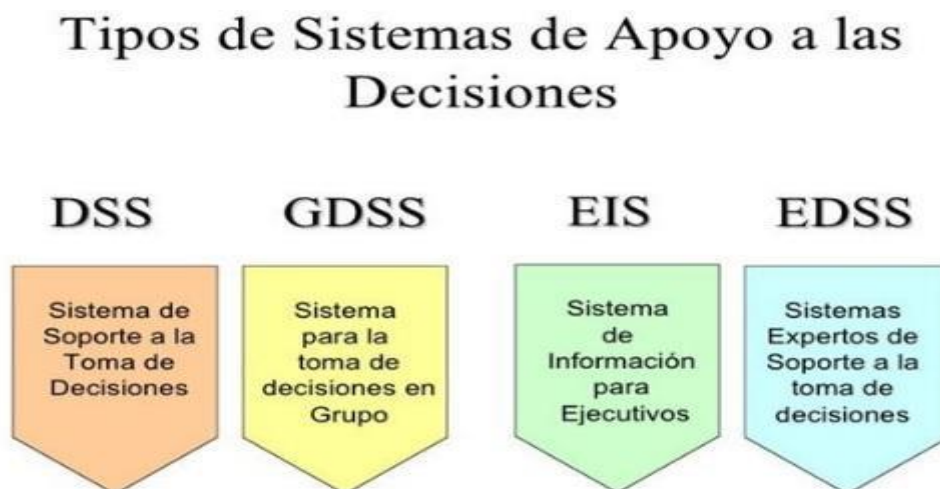 Tipos de Sistemas de Apoyo a las
Decisiones
DSS
GDSS
EIS
EDSS
Sistema de
Soporte a la
Toma de
Decisiones
Sistema
para la
toma de
decisiones en
Grupo
Sistema
de
Información
para
Ejecutivos
Sistemas
Expertos de
Soporte a la
toma de
decisiones